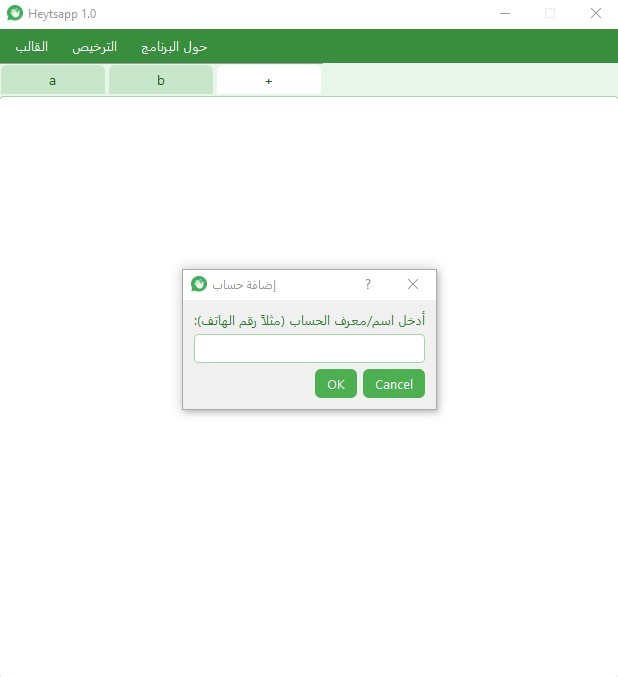 Heytsapp 1.0
القالب الترخيص حول البرنامج
a b +
إضافة حساب ?
أدخل اسم/معرف الحساب (مثلاً رقم الهاتف):
OK Cancel